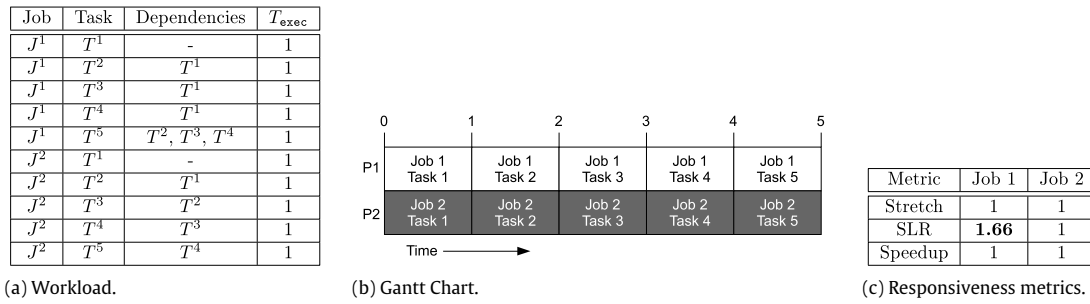 Job Task Dependencies T_exec
J^1 T^1 - 1
J^1 T^2 T^1 1
J^1 T^3 T^1 1
J^1 T^4 T^1 1
J^1 T^5 T^2, T^3, T^4 1
J^2 T^1 - 1
J^2 T^2 T^1 1
J^2 T^3 T^2 1
J^2 T^4 T^3 1
J^2 T^5 T^4 1
(a) Workload.
0 1 2 3 4 5
P1
Job 1 Job 1 Job 1 Job 1 Job 1
Task 1 Task 2 Task 3 Task 4 Task 5
P2
Job 2 Job 2 Job 2 Job 2 Job 2
Task 1 Task 2 Task 3 Task 4 Task 5
Time
(b) Gantt Chart.
Metric Job 1 Job 2
Stretch 1 1
SLR 1.66 1
Speedup 1 1
(c) Responsiveness metrics.